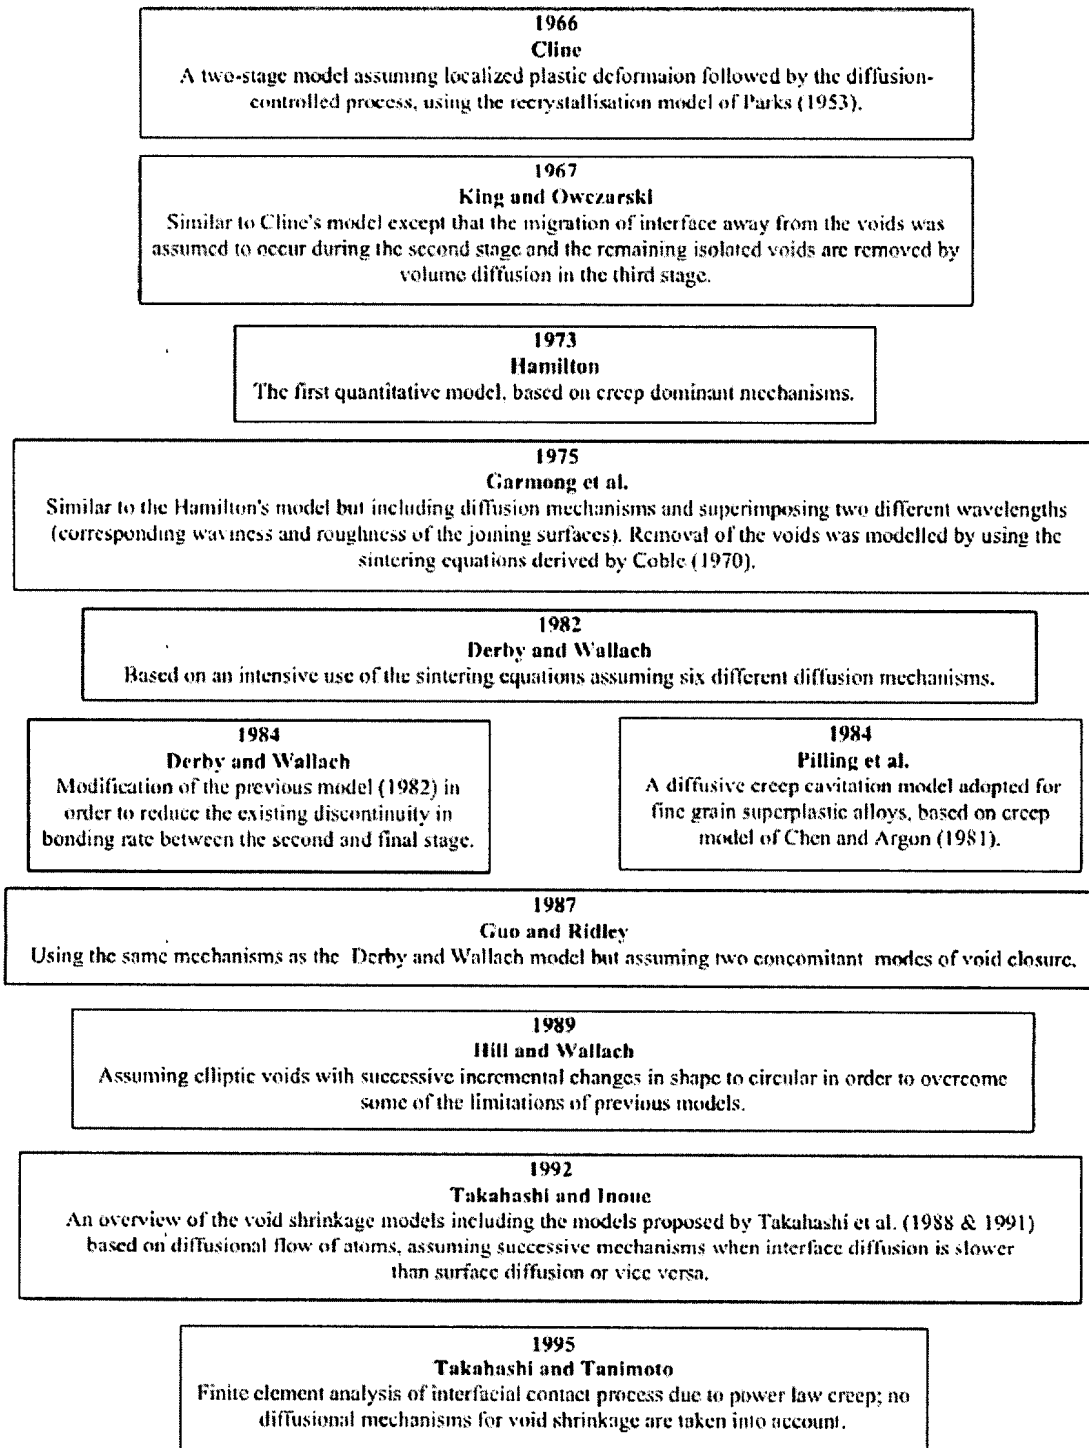 1966
Cline
A two-stage model assuming localized plastic deformaion followed by the diffusion-
controlled process, using the recrystallisation model of Parks (1953).
1967
King and Owczarski
Similar to Cline's model except that the migration of interface away from the voids was
assumed to occur during the second stage and the remaining isolated voids are removed by
volume diffusion in the third stage.
1973
Hamilton
The first quantitative model, based on creep dominant mechanisms.
1975
Garmong et al.
Similar to the Hamilton's model but including diffusion mechanisms and superimposing two different wavelengths
(corresponding waviness and roughness of the joining surfaces). Removal of the voids was modelled by using the
sintering equations derived by Coble (1970).
1982
Derby and Wallach
Based on an intensive use of the sintering equations assuming six different diffusion mechanisms.
1984
Derby and Wallach
Modification of the previous model (1982) in
order to reduce the existing discontinuity in
bonding rate between the second and final stage.
1984
Pilling et al.
A diffusive creep cavitation model adopted for
fine grain superplastic alloys, based on creep
model of Chen and Argon (1981).
1987
Guo and Ridley
Using the same mechanisms as the Derby and Wallach model but assuming two concomitant modes of void closure.
1989
Hill and Wallach
Assuming elliptic voids with successive incremental changes in shape to circular in order to overcome
some of the limitations of previous models.
1992
Takahashi and Inoue
An overview of the void shrinkage models including the models proposed by Takahashi et al. (1988 & 1991)
based on diffusional flow of atoms, assuming successive mechanisms when interface diffusion is slower
than surface diffusion or vice versa.
1995
Takahashi and Tanimoto
Finite element analysis of interfacial contact process due to power law creep; no
diffusional mechanisms for void shrinkage are taken into account.